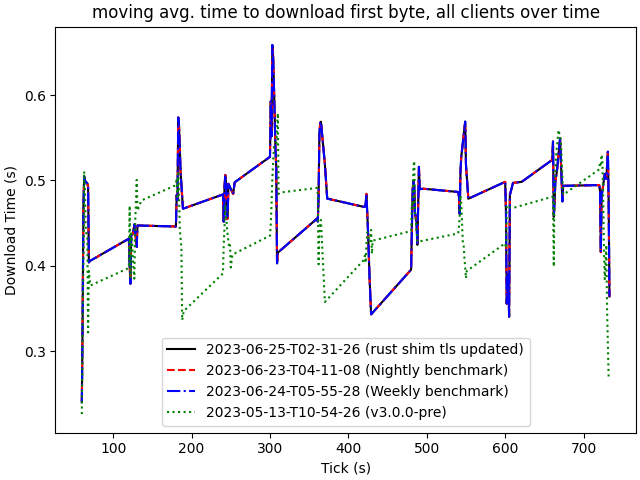 moving avg. time to download first byte, all clients over time
0.6
0.5
0.4
0.3
Download Time (s)
2023-06-25-T02-31-26 (rust shim tls updated)
2023-06-23-T04-11-08 (Nightly benchmark)
2023-06-24-T05-55-28 (Weekly benchmark)
2023-05-13-T10-54-26 (v3.0.0-pre)
100 200 300 400 500 600 700
Tick (s)